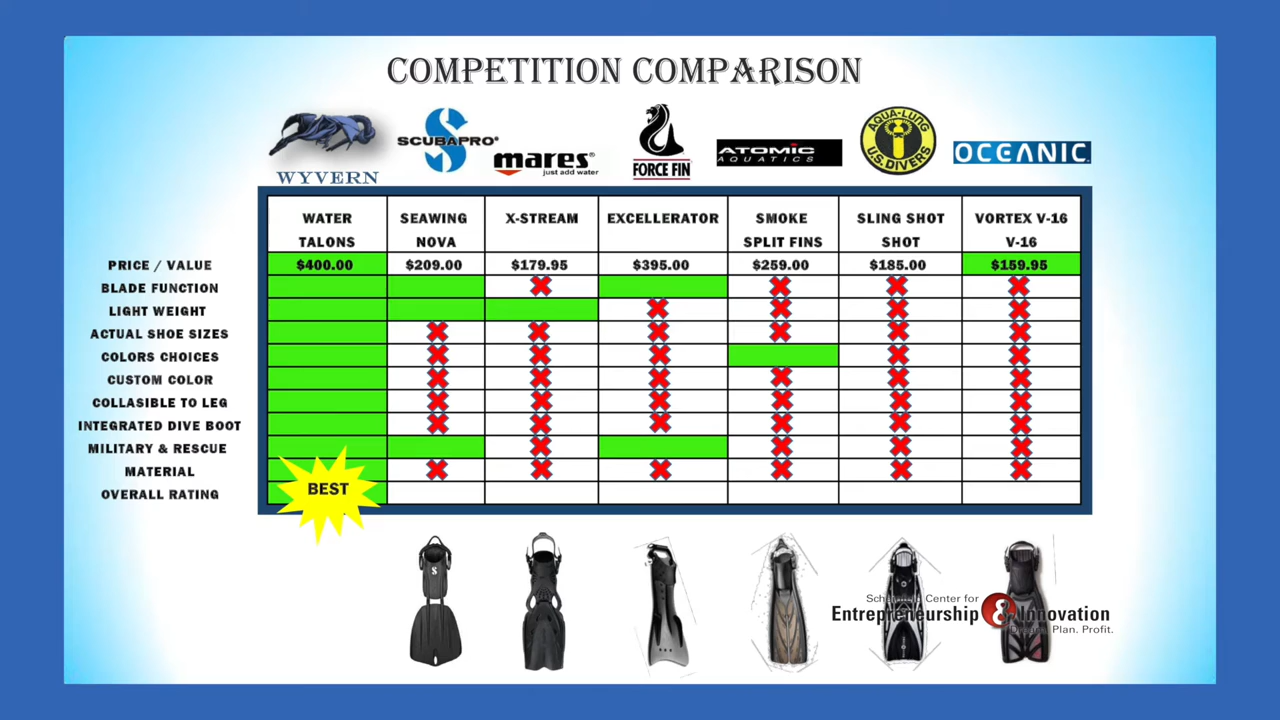 COMPETITION COMPARISON
WYVERN
SCUBAPRO
mares
just add water
FORCE FIN
ATOMIC
AQUATICS
AQUA-LUNG
U.S. DIVERS
OCEANIC
WATER TALONS
SEAWING NOVA
X-STREAM
EXCELLERATOR
SMOKE SPLIT FINS
SLING SHOT SHOT
VORTEX V-16 V-16
PRICE / VALUE $400.00 $209.00 $179.95 $395.00 $259.00 $185.00 $159.95
BLADE FUNCTION
LIGHT WEIGHT
ACTUAL SHOE SIZES
COLORS CHOICES
CUSTOM COLOR
COLLASIBLE TO LEG
INTEGRATED DIVE BOOT
MILITARY & RESCUE
MATERIAL
OVERALL RATING BEST
S
Center for
Entrepreneurship & Innovation
Dream. Plan. Profit.